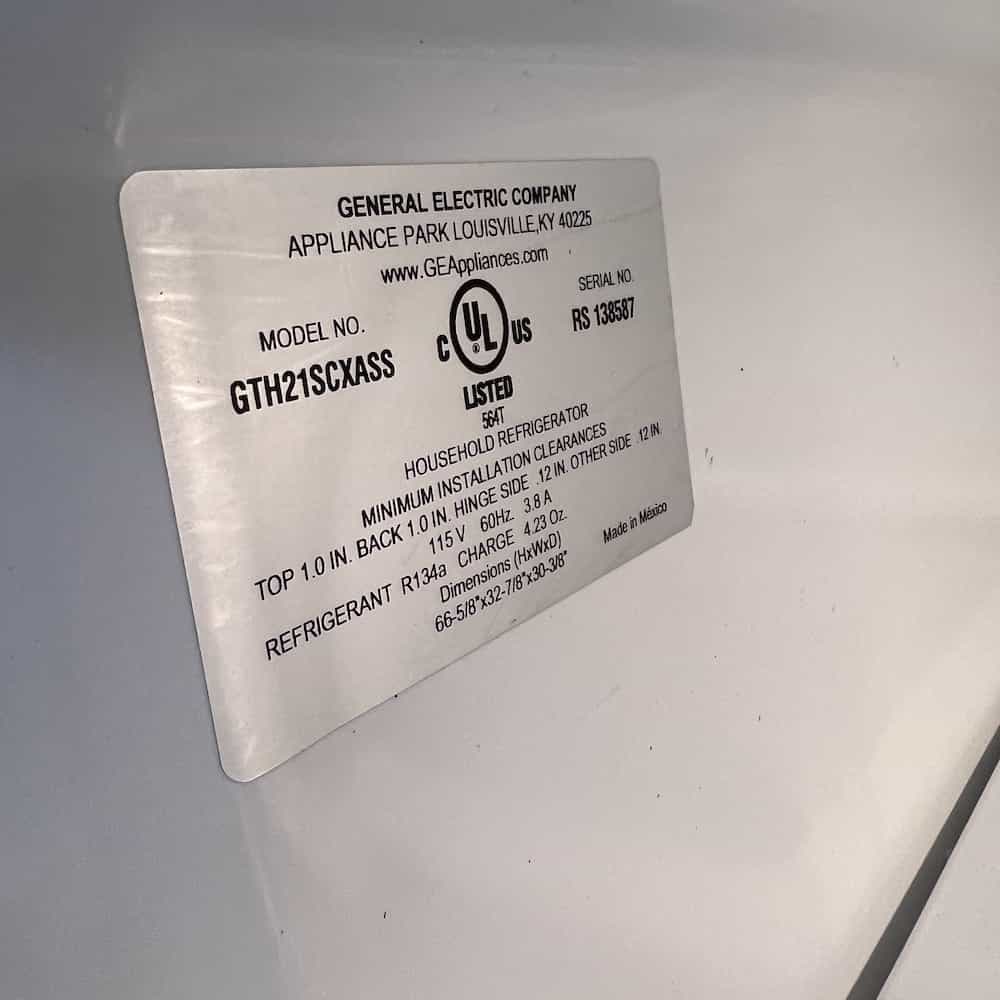 GENERAL ELECTRIC COMPANY
APPLIANCE PARK LOUISVILLE,KY 40225
www.GEAppliances.com
MODEL NO.
GTH21SCXASS
C UL ® US
LISTED
564T
SERIAL NO.
RS 138587
HOUSEHOLD REFRIGERATOR
MINIMUM INSTALLATION CLEARANCES
TOP 1.0 IN. BACK 1.0 IN. HINGE SIDE .12 IN. OTHER SIDE .12 IN.
115 V 60Hz. 3.8 A
REFRIGERANT R134a CHARGE 4.23 Oz.
Dimensions (HxWxD)
66-5/8"x32-7/8"x30-3/8"
Made in México